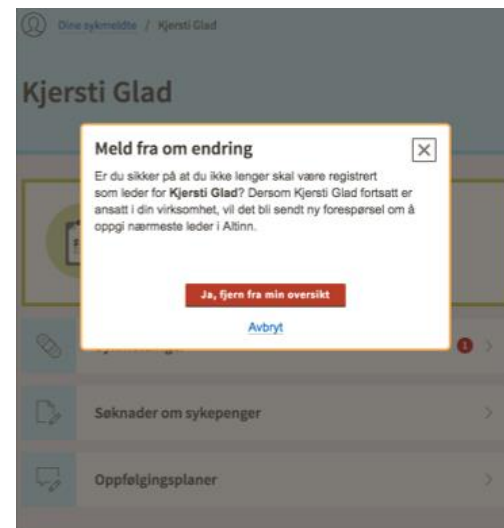 Dine sykmeldte / Kjersti Glad
Kjersti Glad
Meld fra om endring
Er du sikker på at du ikke lenger skal være registrert
som leder for Kjersti Glad? Dersom Kjersti Glad fortsatt er
ansatt i din virksomhet, vil det bli sendt ny forespørsel om å
oppgi nærmeste leder i Altinn.
Ja, fjern fra min oversikt
Avbryt
1
Søknader om sykepenger
Oppfølgingsplaner